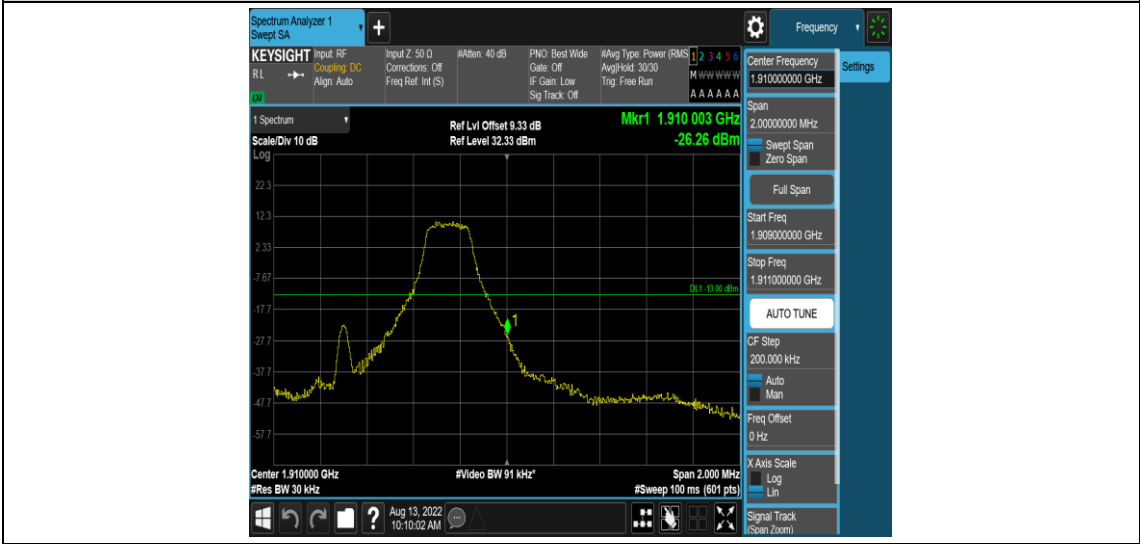 Spectrum Analyzer 1
Swept SA
+
Frequency
KEYSIGHT
RL
Input: RF
Coupling: DC
Align: Auto
Input Z: 50 Ω
Corrections: Off
Freq Ref: Int (S)
#Atten: 40 dB
PNO: Best Wide
Gate: Off
IF Gain: Low
Sig Track: Off
#Avg Type: Power (RMS
Avg|Hold: 30/30
Trig: Free Run
1 2 3 4 5 6
M W W W W W
A A A A A A
1 Spectrum
Scale/Div 10 dB
Log
Ref Lvl Offset 9.33 dB
Ref Level 32.33 dBm
Mkr1 1.910 003 GHz
-26.26 dBm
22.3
12.3
2.33
-7.67
-17.7
-27.7
-37.7
-47.7
-57.7
DL1 -13.00 dBm
1
Center 1.910000 GHz
#Res BW 30 kHz
#Video BW 91 kHz*
Span 2.000 MHz
#Sweep 100 ms (601 pts)
?
Aug 13, 2022
10:10:02 AM
Center Frequency
1.910000000 GHz
Settings
Span
2.00000000 MHz
Swept Span
Zero Span
Full Span
Start Freq
1.909000000 GHz
Stop Freq
1.911000000 GHz
AUTO TUNE
CF Step
200.000 kHz
Auto
Man
Freq Offset
0 Hz
X Axis Scale
Log
Lin
Signal Track
(Span Zoom)